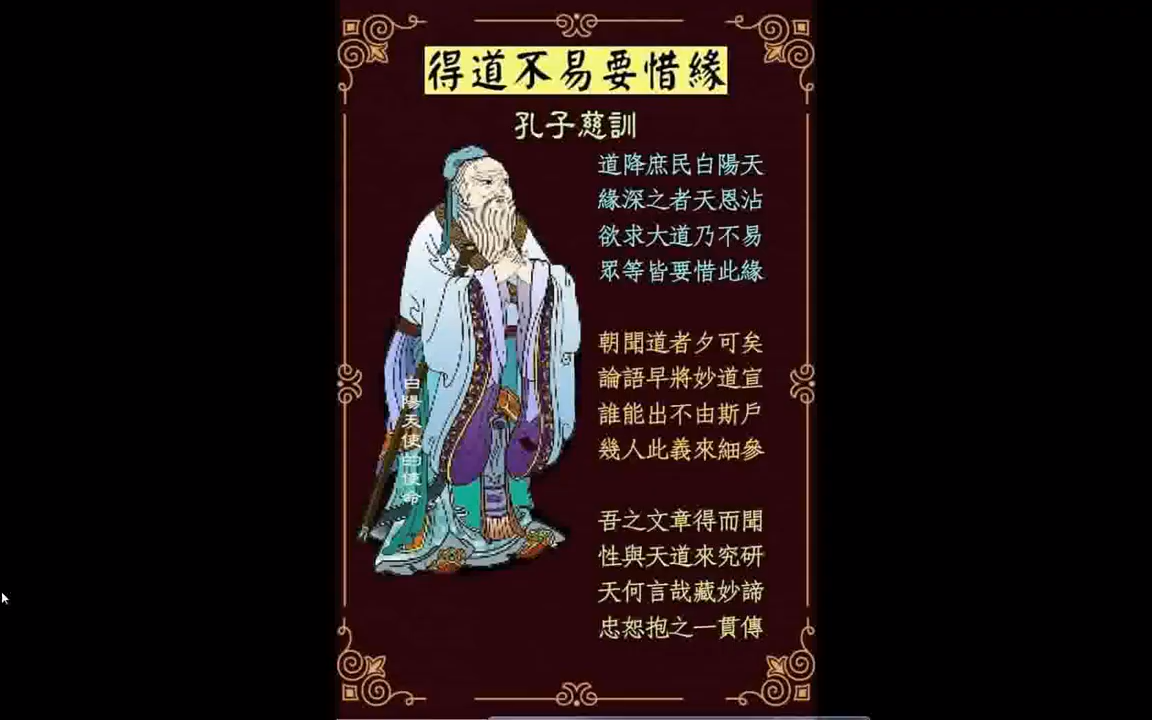 得道不易要惜緣
孔子慈訓
道降庶民白陽天
緣深之者天恩沾
欲求大道乃不易
眾等皆要惜此緣
朝聞道者夕可矣
論語早將妙道宣
誰能出不由斯戶
幾人此義來細參
吾之文章得而聞
性與天道來究研
天何言哉藏妙諦
忠恕抱之一貫傳
白陽天使的使命